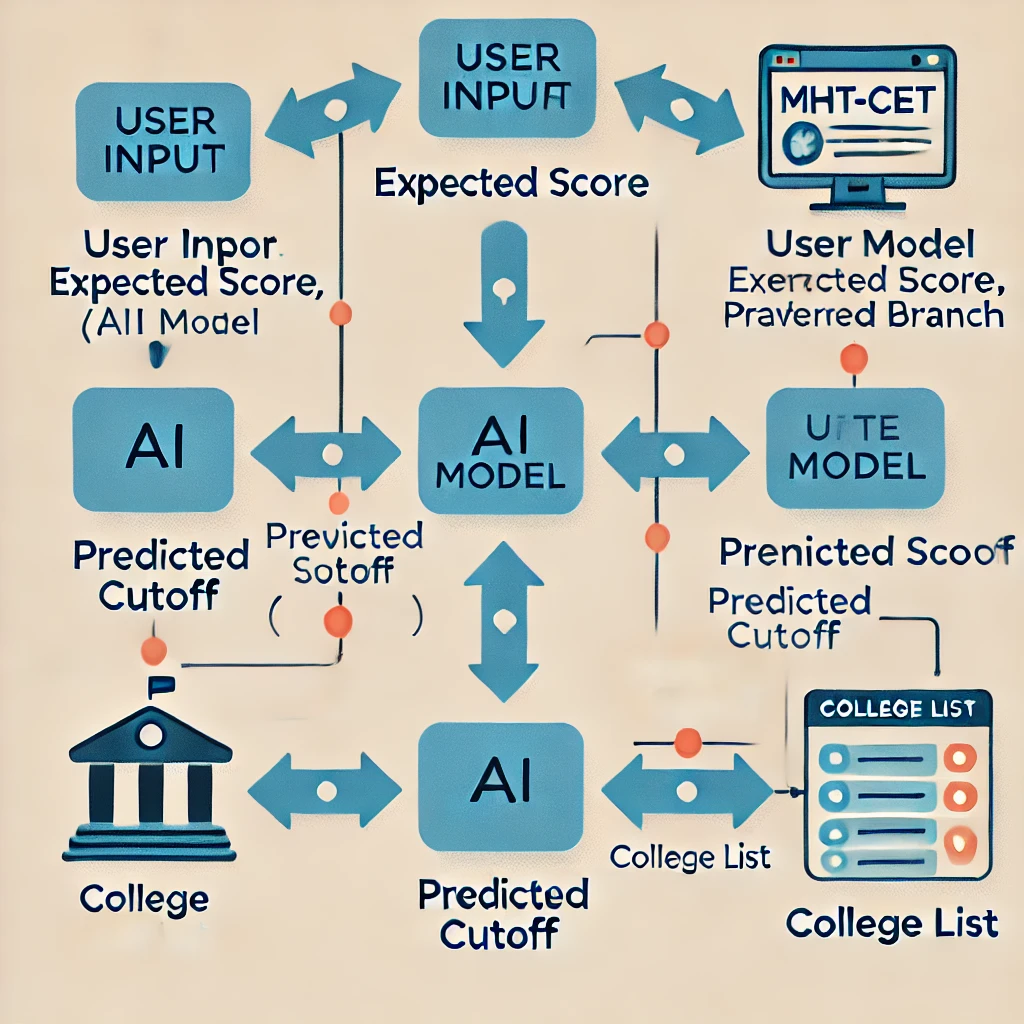 USER
INPUT
USER
INPUT
MHT-CET
Expected Score
User Inpor.
Expected Score,
(AII Model
User Model
Score,
Praverred Branch
AI
AI
MODEL
MODEL
Predicted
Cutoff
Previcted
Sotoff
( )
Prenicted Scoof
Predicted
Cutoff
COLLEGE LIST
AI
College
Predicted
Cutoff
College List
College List